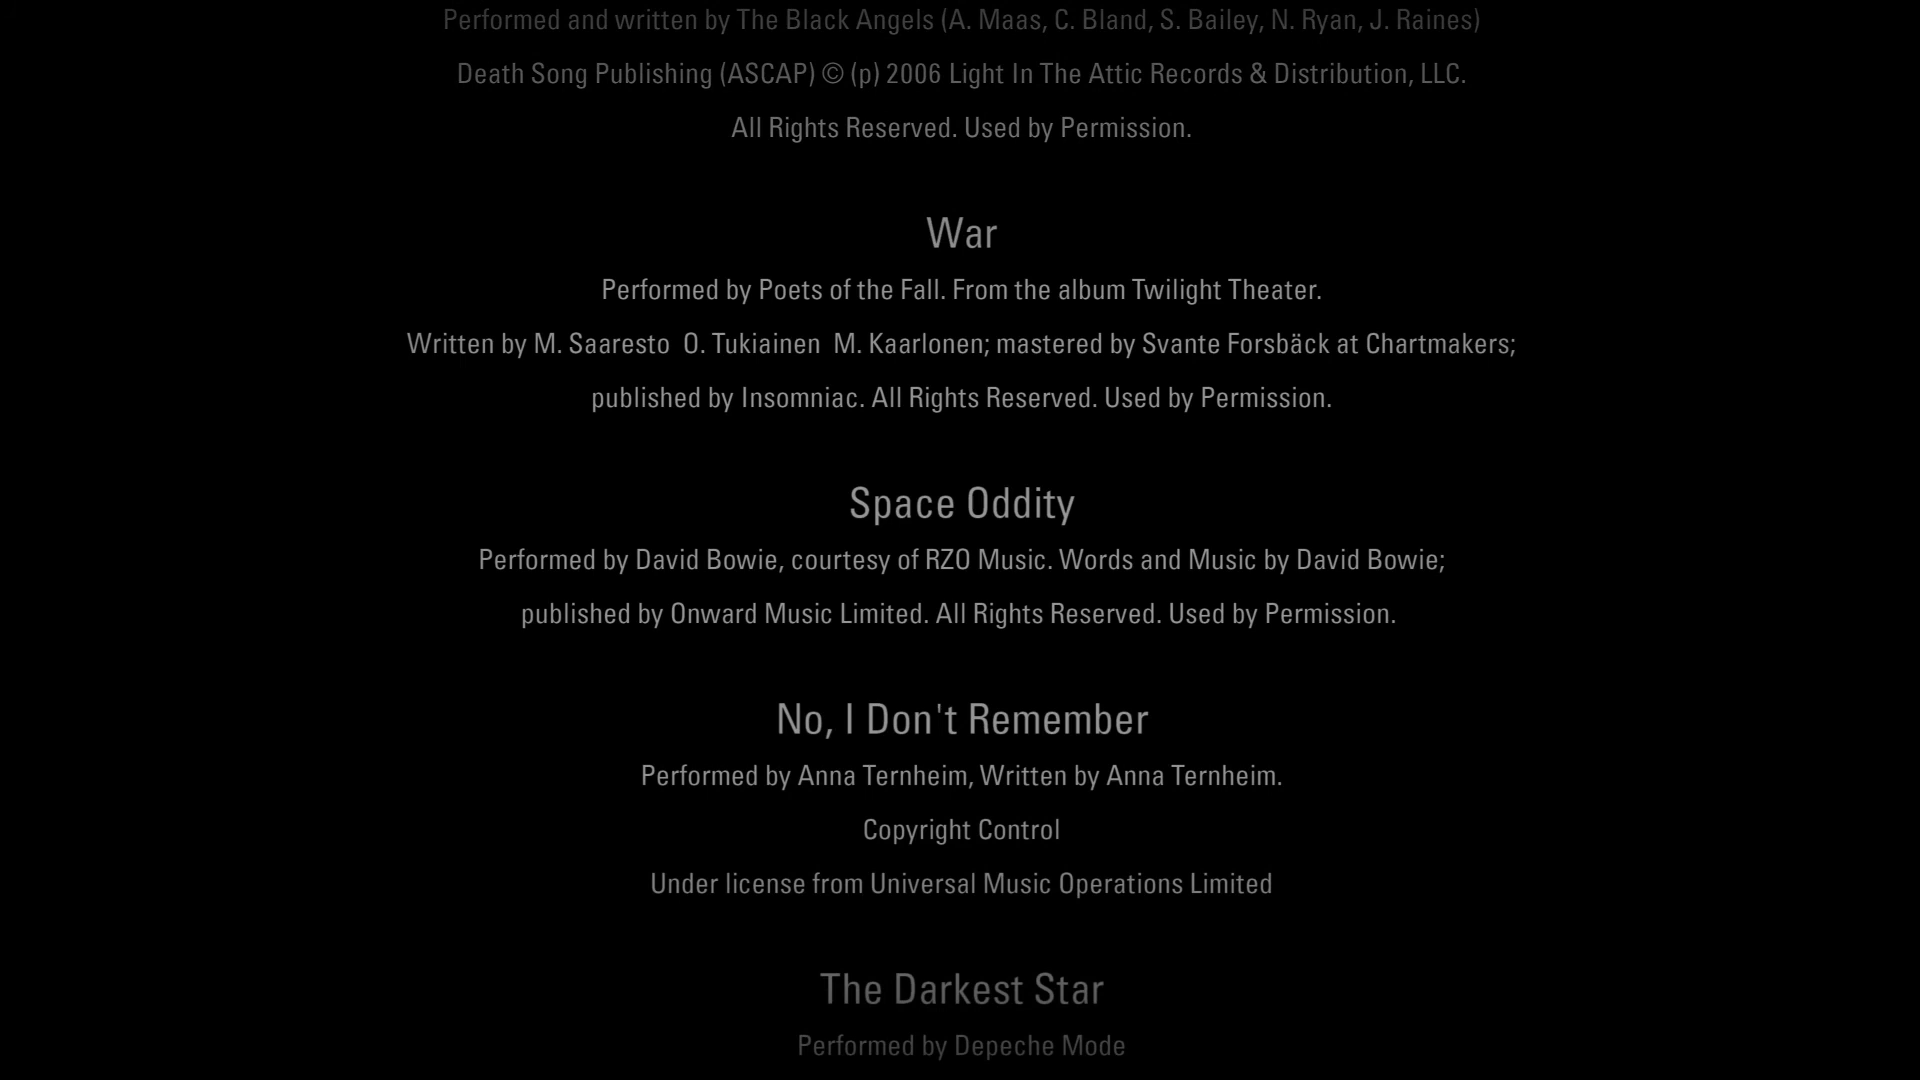 Performed and written by The Black Angels (A. Maas, C. Bland, S. Bailey, N. Ryan, J. Raines)
Death Song Publishing (ASCAP) © (p) 2006 Light In The Attic Records & Distribution, LLC.
All Rights Reserved. Used by Permission.
War
Performed by Poets of the Fall. From the album Twilight Theater.
Written by M. Saaresto  O. Tukiainen  M. Kaarlonen; mastered by Svante Forsbäck at Chartmakers;
published by Insomniac. All Rights Reserved. Used by Permission.
Space Oddity
Performed by David Bowie, courtesy of RZO Music. Words and Music by David Bowie;
published by Onward Music Limited. All Rights Reserved. Used by Permission.
No, I Don't Remember
Performed by Anna Ternheim, Written by Anna Ternheim.
Copyright Control
Under license from Universal Music Operations Limited
The Darkest Star
Performed by Depeche Mode